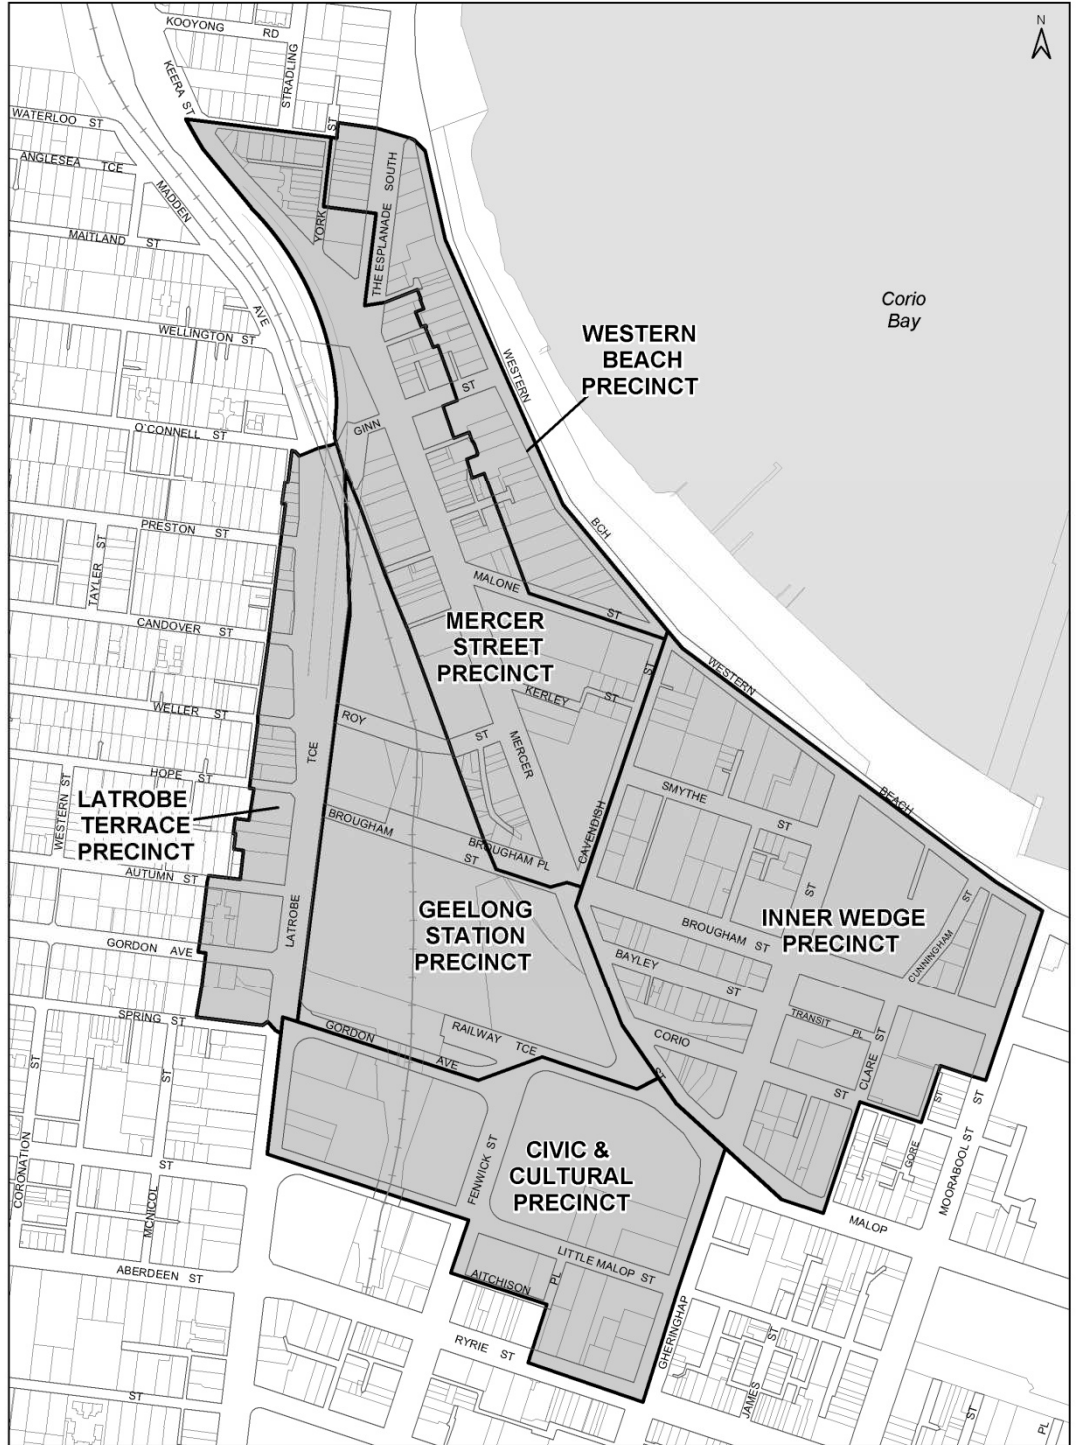 N
KOOYONG RD
STRADLING
ST
KEERA ST
WATERLOO ST
ANGLESEA TCE
MADDEN
AVE
MAITLAND ST
YORK
THE ESPLANADE SOUTH
Corio
Bay
WELLINGTON ST
WESTERN
BEACH
PRECINCT
WESTERN
BCH
ST
GINN
O'CONNELL ST
PRESTON ST
TAYLER ST
MALONE ST
CANDOVER ST
MERCER
STREET
PRECINCT
ST
WESTERN
BEACH
KERLEY ST
WELLER ST
ROY ST
MERCER
TCE
HOPE ST
WESTERN ST
SMYTHE ST
LATROBE
TERRACE
PRECINCT
BROUGHAM ST
BROUGHAM PL
CAVENDISH
AUTUMN ST
ST
ST
CUNNINGHAM
GEELONG
STATION
PRECINCT
INNER WEDGE
PRECINCT
LATROBE
BROUGHAM ST
GORDON AVE
BAYLEY ST
SPRING ST
GORDON AVE
RAILWAY TCE
CORIO ST
TRANSIT PL
ST
CLARE
ST
ST
ST
ST
ST
CORONATION
MCNICOL
ST
CIVIC &
CULTURAL
PRECINCT
FENWICK ST
GORE
MOORABOOL ST
MALOP
LITTLE MALOP ST
ABERDEEN ST
AITCHISON PL
RYRIE ST
GHERINGHAP
ST
JAMES
ST
ST
PL